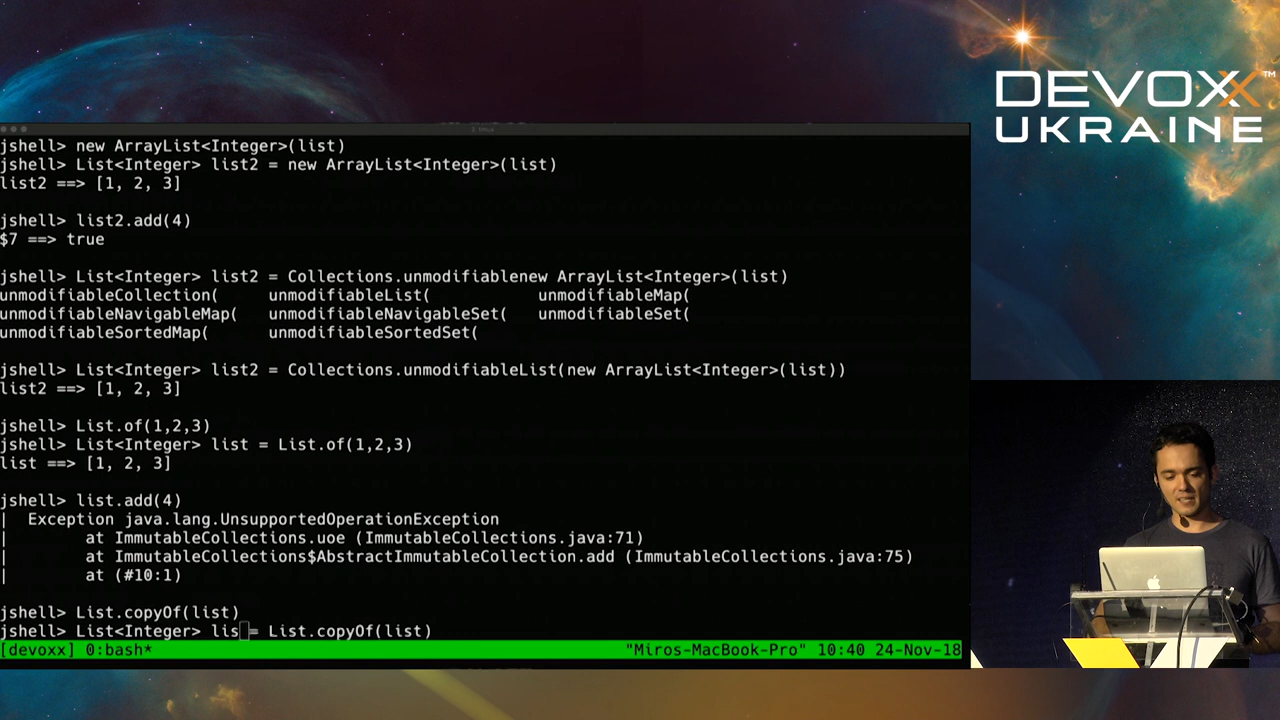 DEVOXX™
UKRAINE
jshell> new ArrayList<Integer>(list)
jshell> List<Integer> list2 = new ArrayList<Integer>(list)
list2 ==> [1, 2, 3]
jshell> list2.add(4)
$7 ==> true
jshell> List<Integer> list2 = Collections.unmodifiablenew ArrayList<Integer>(list)
unmodifiableCollection( unmodifiableList( unmodifiableMap(
unmodifiableNavigableMap( unmodifiableNavigableSet( unmodifiableSet(
unmodifiableSortedMap( unmodifiableSortedSet(
jshell> List<Integer> list2 = Collections.unmodifiableList(new ArrayList<Integer>(list))
list2 ==> [1, 2, 3]
jshell> List.of(1,2,3)
jshell> List<Integer> list = List.of(1,2,3)
list ==> [1, 2, 3]
jshell> list.add(4)
| Exception java.lang.UnsupportedOperationException
| at ImmutableCollections.uoe (ImmutableCollections.java:71)
| at ImmutableCollections$AbstractImmutableCollection.add (ImmutableCollections.java:75)
| at (#10:1)
jshell> List.copyOf(list)
jshell> List<Integer> lis = List.copyOf(list)
[devoxx] 0:bash* "Miros-MacBook-Pro" 10:40 24-Nov-18